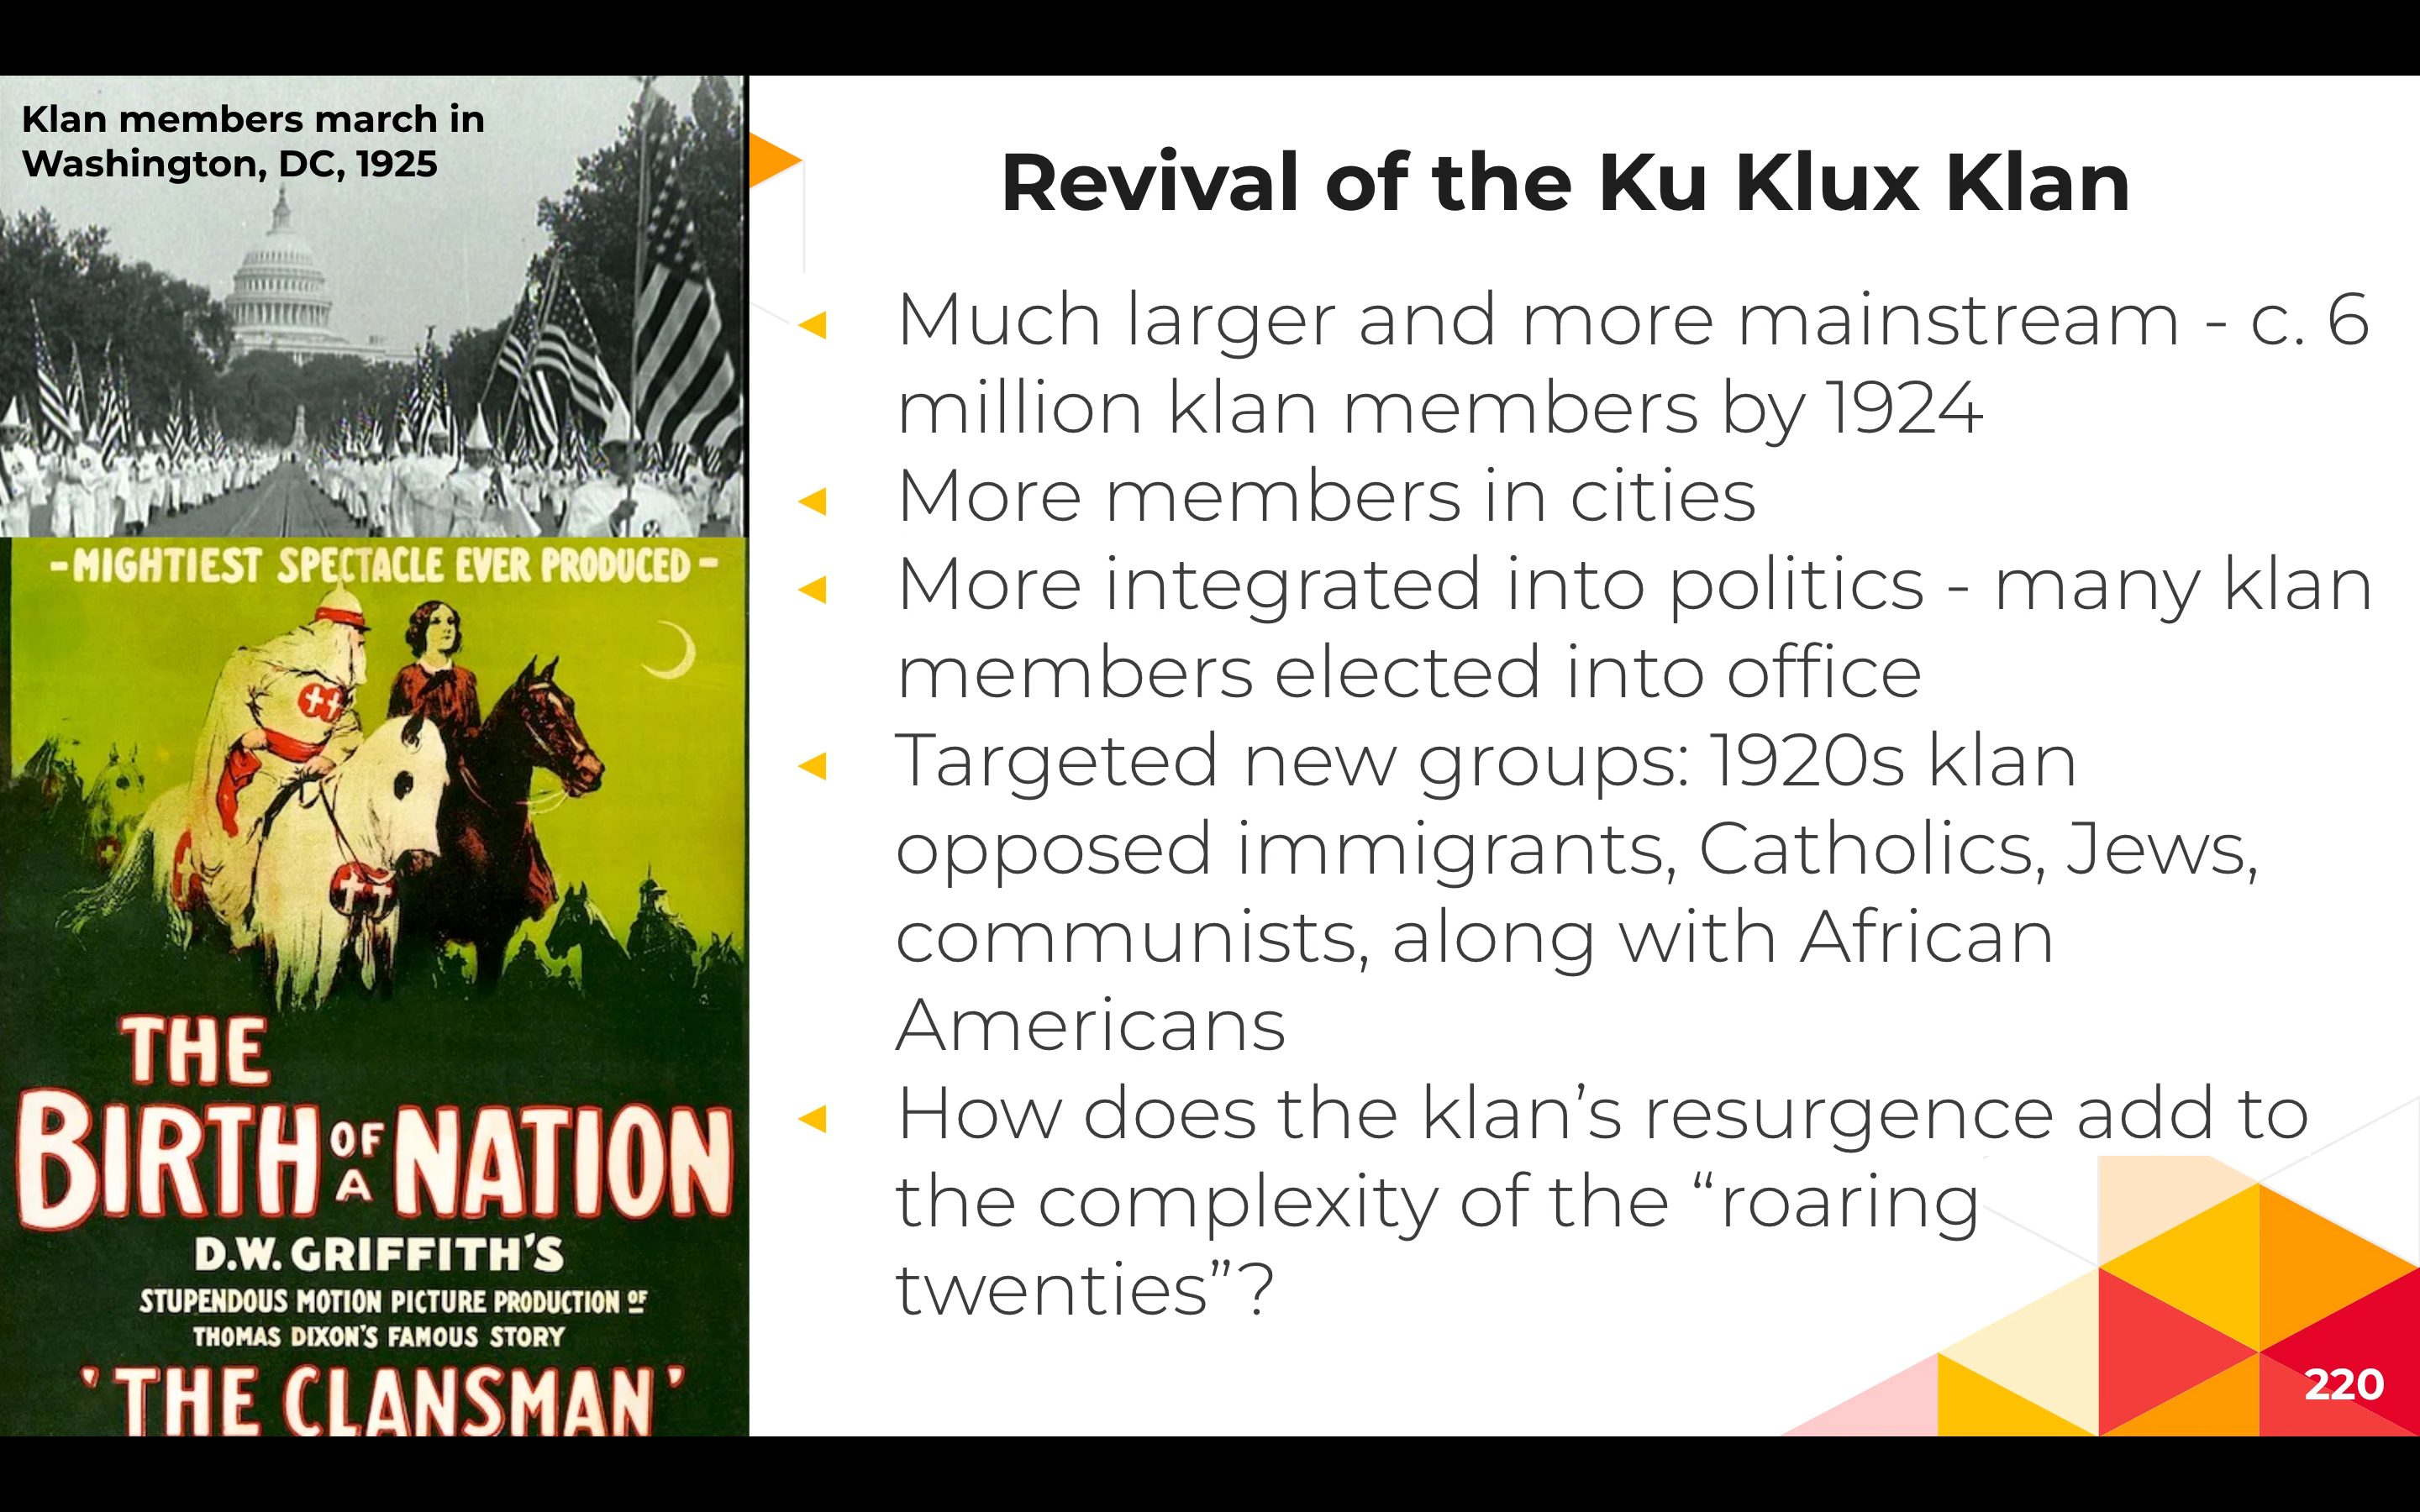 Klan members march in
Washington, DC, 1925
- MIGHTIEST SPECTACLE EVER PRODUCED -
THE
BIRTH OF A NATION
D.W. GRIFFITH'S
STUPENDOUS MOTION PICTURE PRODUCTION OF
THOMAS DIXON'S FAMOUS STORY
'THE CLANSMAN'
Revival of the Ku Klux Klan
Much larger and more mainstream - c. 6
million klan members by 1924
More members in cities
More integrated into politics - many klan
members elected into office
Targeted new groups: 1920s klan
opposed immigrants, Catholics, Jews,
communists, along with African
Americans
How does the klan’s resurgence add to
the complexity of the “roaring
twenties”?
220